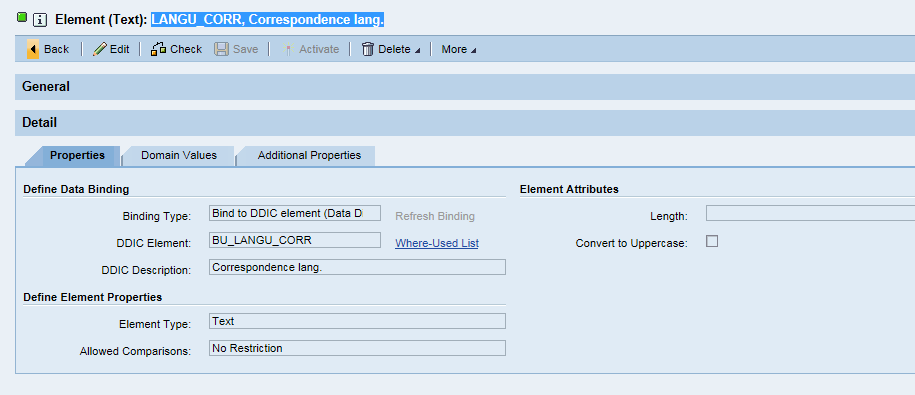 Element (Text): LANGU_CORR, Correspondence lang.
Back Edit Check Save Activate Delete More
General
Detail
Properties Domain Values Additional Properties
Define Data Binding Element Attributes
Binding Type: Bind to DDIC element (Data D Refresh Binding Length:
DDIC Element: BU_LANGU_CORR Where-Used List Convert to Uppercase:
DDIC Description: Correspondence lang.
Define Element Properties
Element Type: Text
Allowed Comparisons: No Restriction